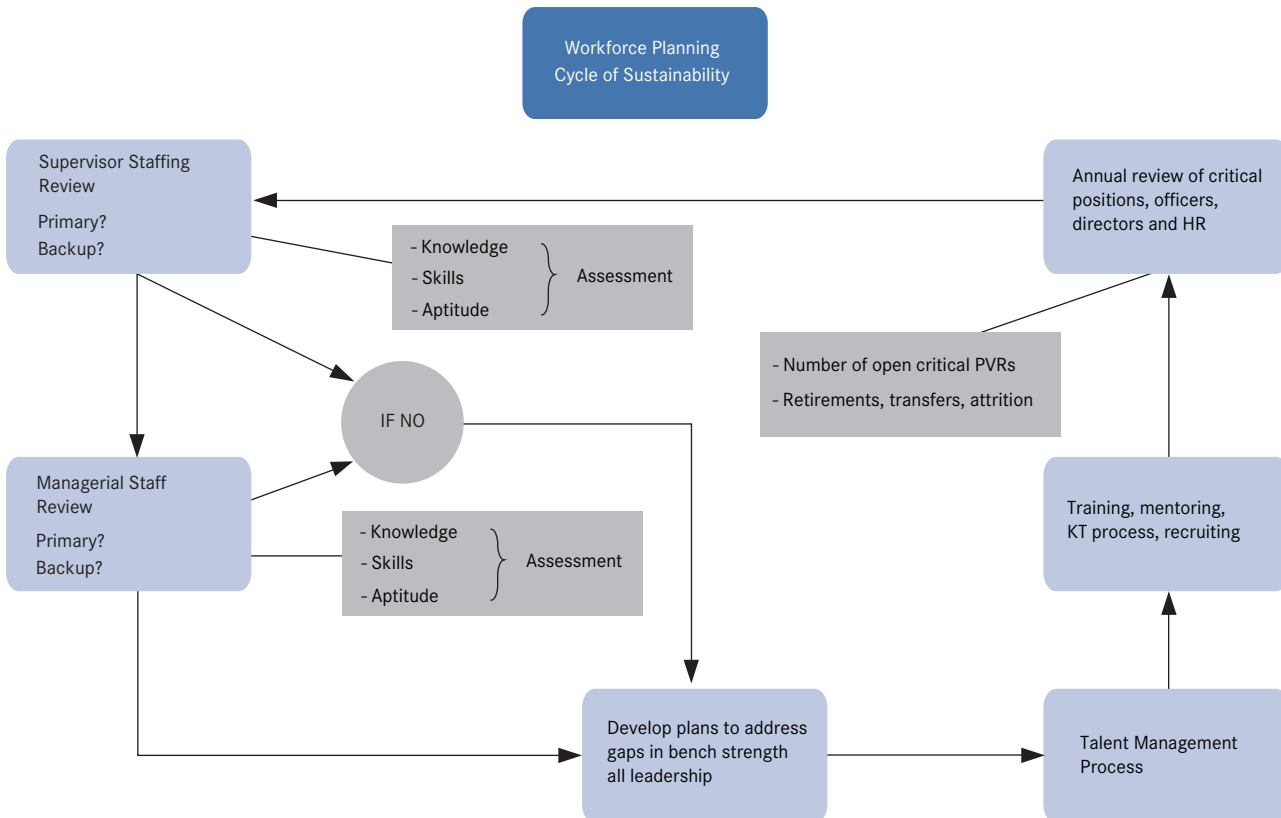 Workforce Planning
Cycle of Sustainability
Supervisor Staffing
Review
Primary?
Backup?
- Knowledge
- Skills
- Aptitude
Assessment
Annual review of critical
positions, officers,
directors and HR
- Number of open critical PVRs
- Retirements, transfers, attrition
IF NO
Managerial Staff
Review
Primary?
Backup?
- Knowledge
- Skills
- Aptitude
Assessment
Training, mentoring,
KT process, recruiting
Develop plans to address
gaps in bench strength
all leadership
Talent Management
Process